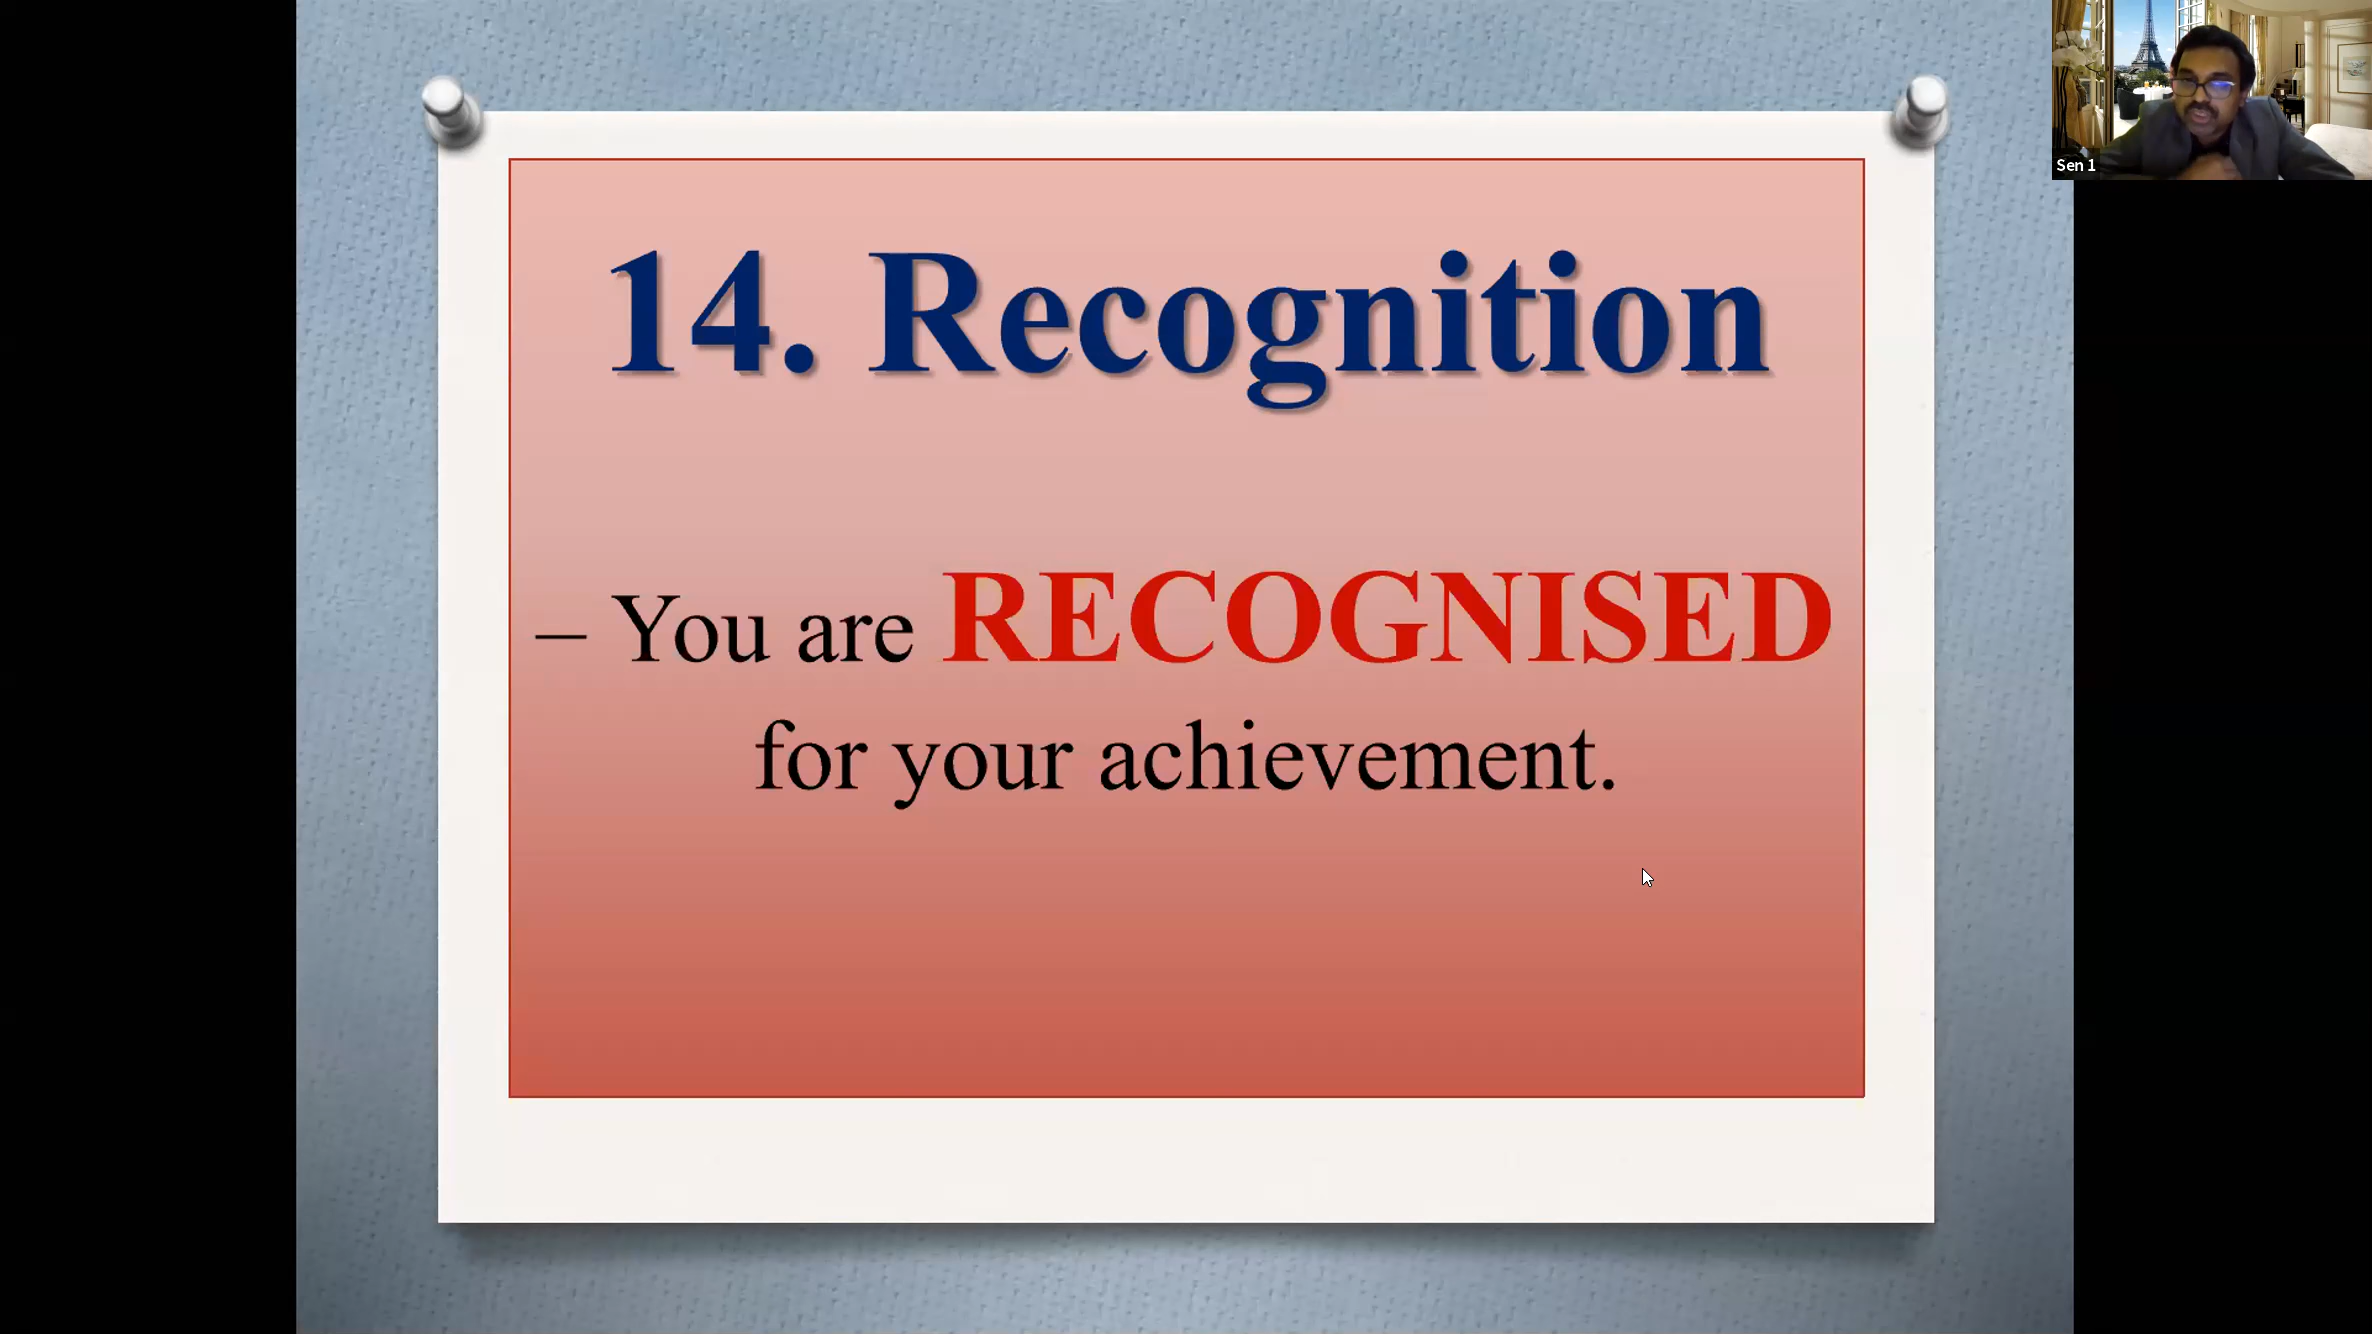 14. Recognition
– You are RECOGNISED
for your achievement.
Sen 1